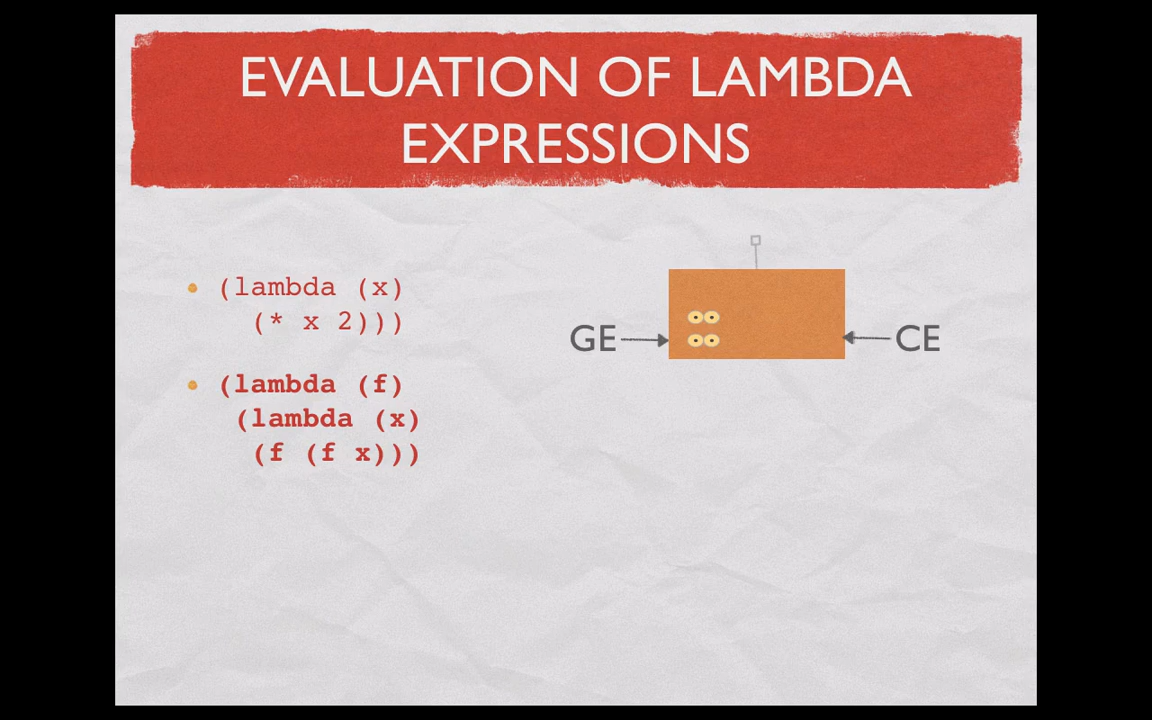 EVALUATION OF LAMBDA
EXPRESSIONS
(lambda (x)
(* x 2)))
(lambda (f)
(lambda (x)
(f (f x)))
GE
CE